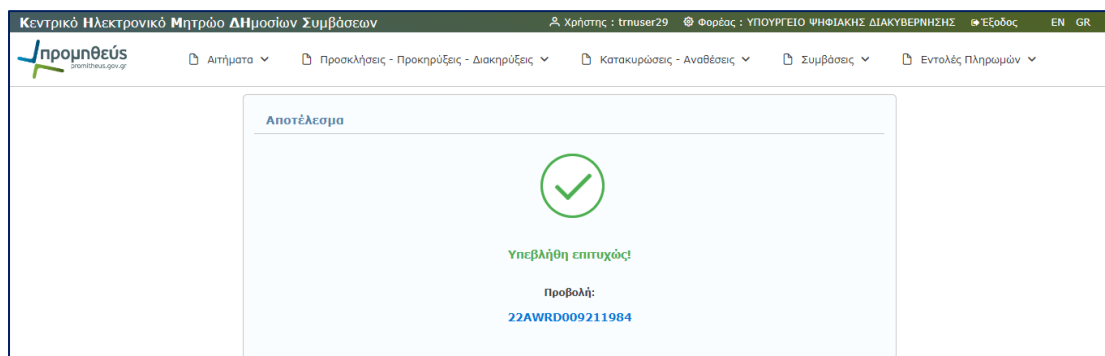 Κεντρικό Ηλεκτρονικό Μητρώο ΔΗμοσίων Συμβάσεων Χρήστης : trnuser29 Φορέας : ΥΠΟΥΡΓΕΙΟ ΨΗΦΙΑΚΗΣ ΔΙΑΚΥΒΕΡΝΗΣΗΣ Έξοδος EN GR
προμηθεύς
promitheus.gov.gr
Αιτήματα Προσκλήσεις - Προκηρύξεις - Διακηρύξεις Κατακυρώσεις - Αναθέσεις Συμβάσεις Εντολές Πληρωμών
Αποτέλεσμα
Υπεβλήθη επιτυχώς!
Προβολή:
22AWRD009211984